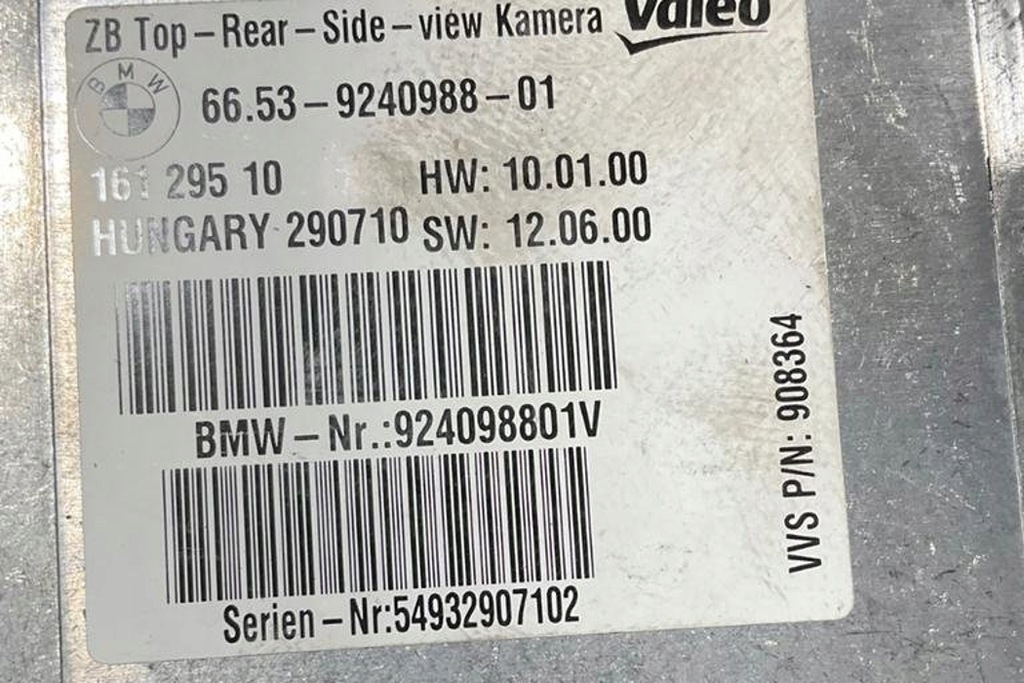 ZB Top-Rear-Side-view Kamera Valeo
BMW
66.53-9240988-01
161 295 10 HW: 10.01.00
HUNGARY 290710 SW: 12.06.00
BMW-Nr.:924098801V
Serien-Nr:54932907102
VVS P/N: 908364